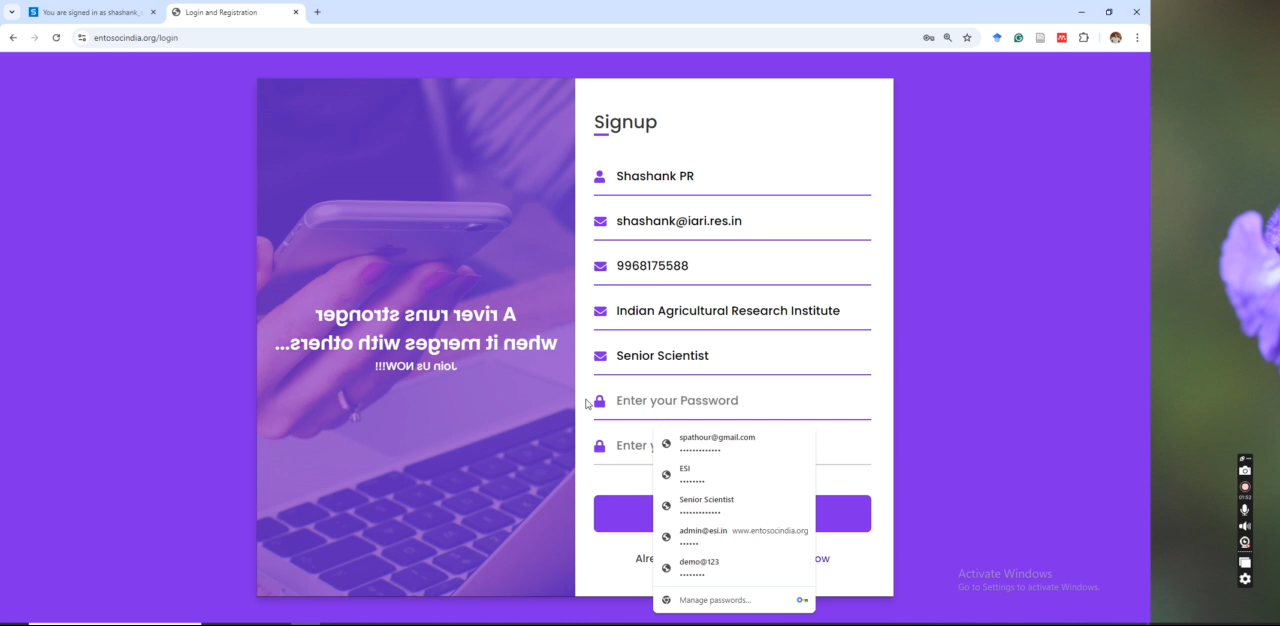 You are signed in as shashank_
Login and Registration
entosocindia.org/login
A river runs stronger
when it merges with others...
Join Us NOW!!!
Signup
Shashank PR
shashank@iari.res.in
9968175588
Indian Agricultural Research Institute
Senior Scientist
Enter your Password
Enter y
spathour@gmail.com
•••••••••••••
ESI
••••••••
Senior Scientist
•••••••••••••
admin@esi.in www.entosocindia.org
••••••
demo@123
••••••••
Manage passwords...
Alre
ow
Activate Windows
Go to Settings to activate Windows.
01:52